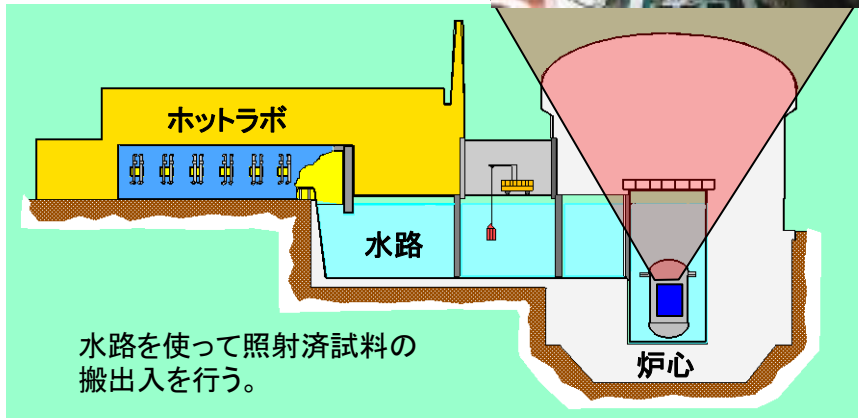 ホットラボ
水路
炉心
水路を使って照射済試料の
搬出入を行う。